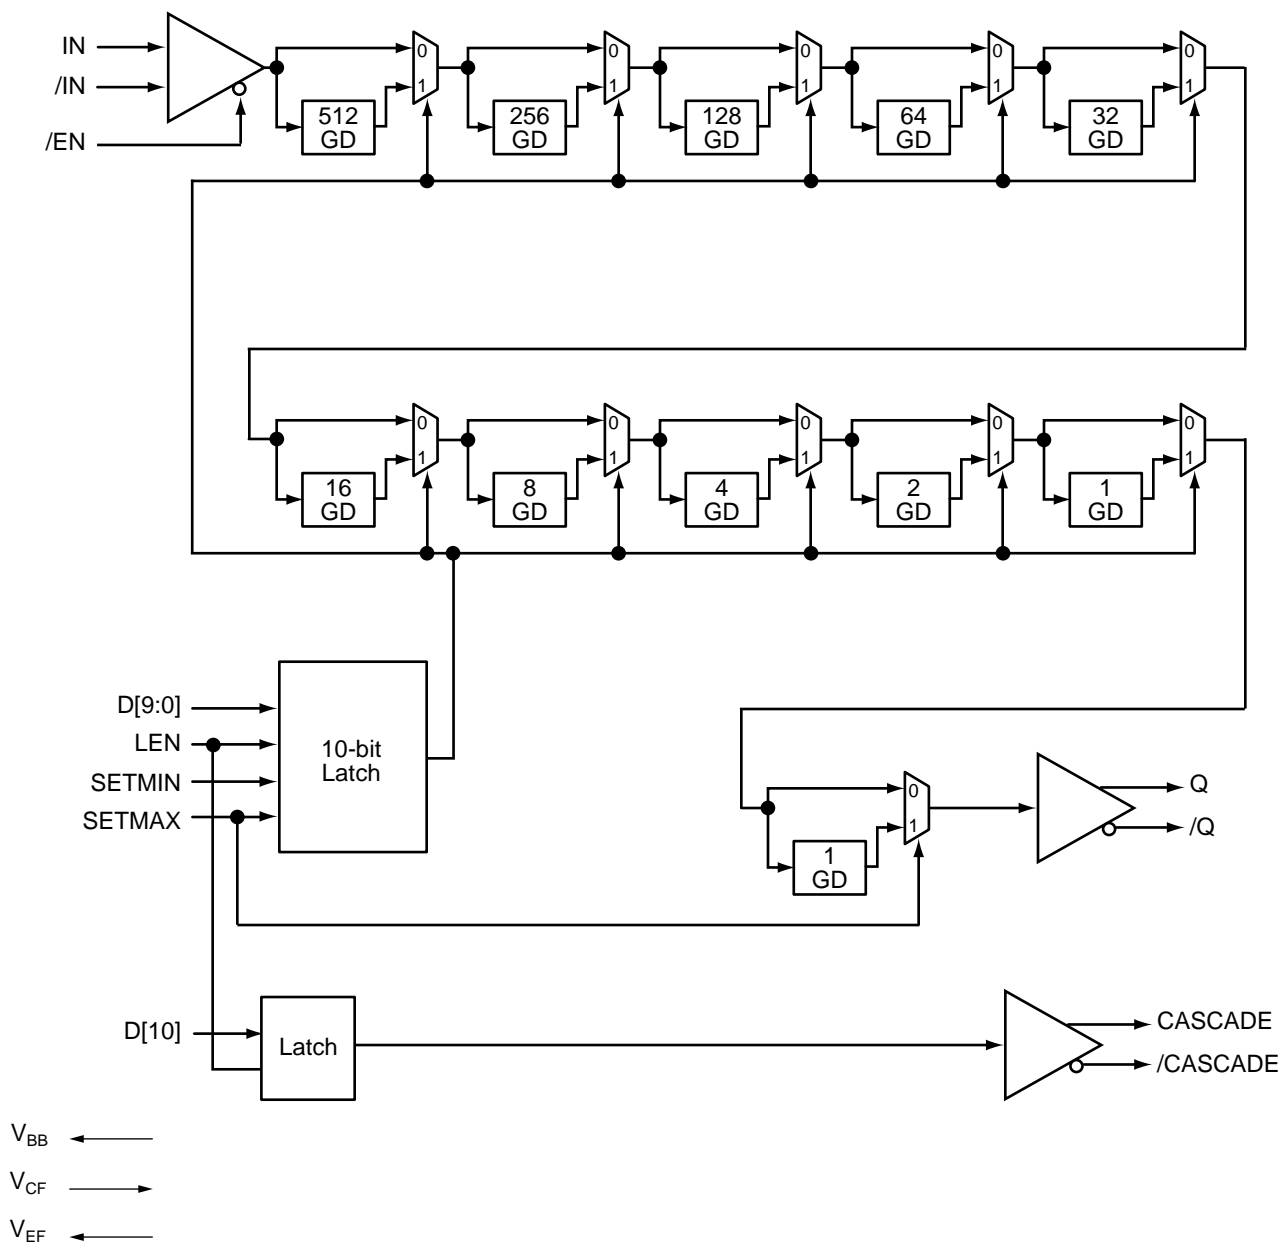 IN
/IN
/EN
0
1
512
GD
0
1
256
GD
0
1
128
GD
0
1
64
GD
0
1
32
GD
0
1
16
GD
0
1
8
GD
0
1
4
GD
0
1
2
GD
0
1
1
GD
D[9:0]
LEN
SETMIN
SETMAX
10-bit
Latch
0
1
1
GD
Q
/Q
D[10]
Latch
CASCADE
/CASCADE
VBB
VCF
VEF